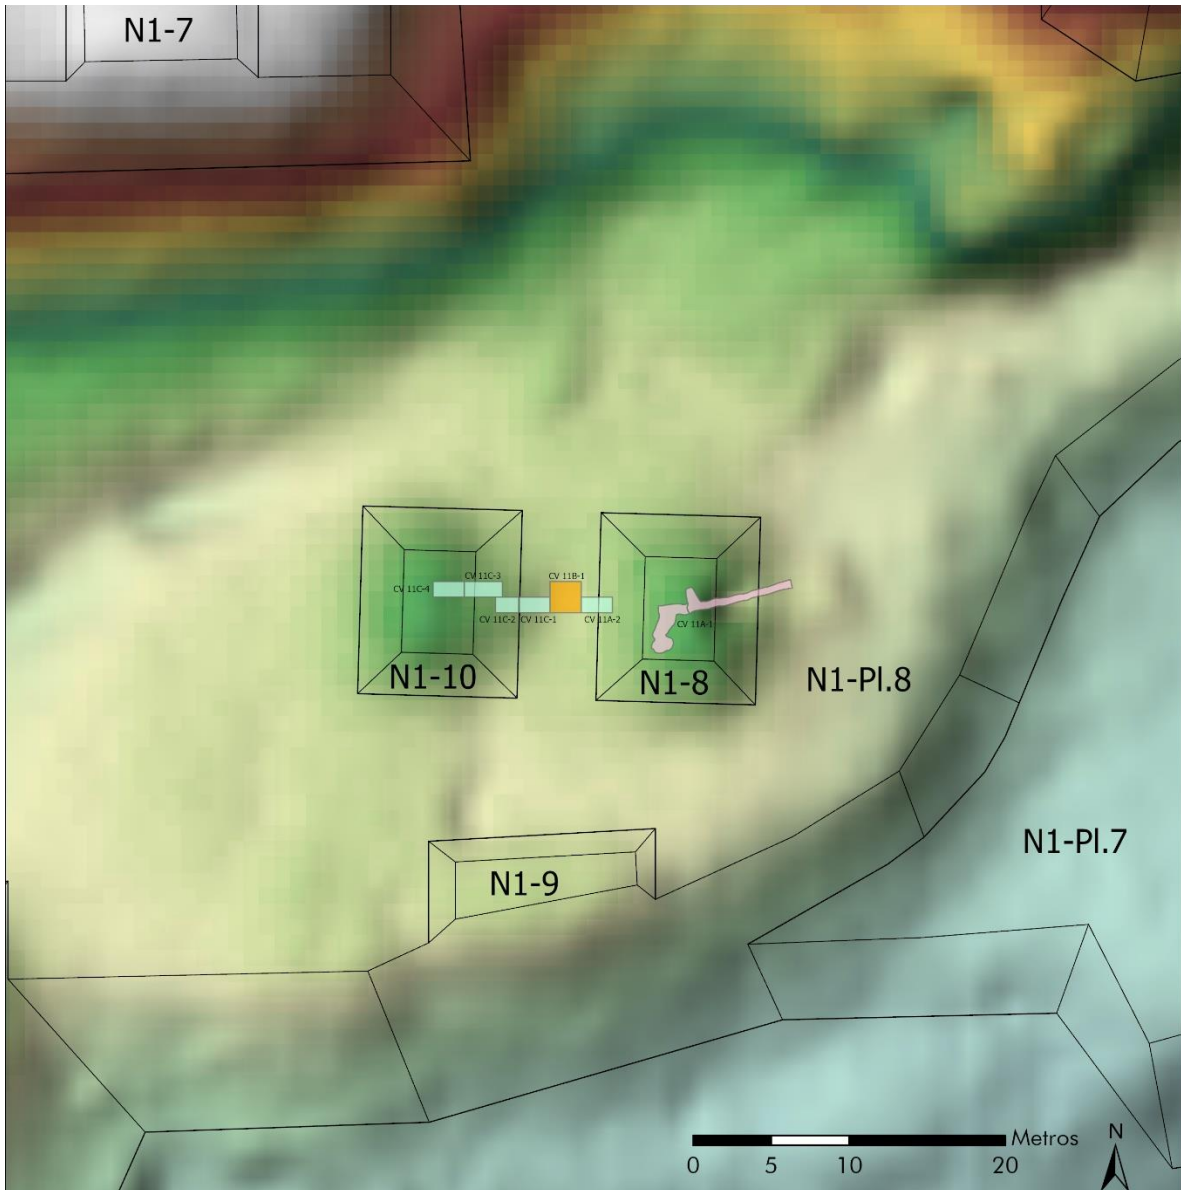 N1-7
CV 11C-3
CV 11B-1
CV 11C-4
CV 11C-2
CV 11C-1
CV 11A-2
CV 11A-1
N1-10
N1-8
N1-Pl.8
N1-Pl.7
N1-9
Metros
N
0
5
10
20